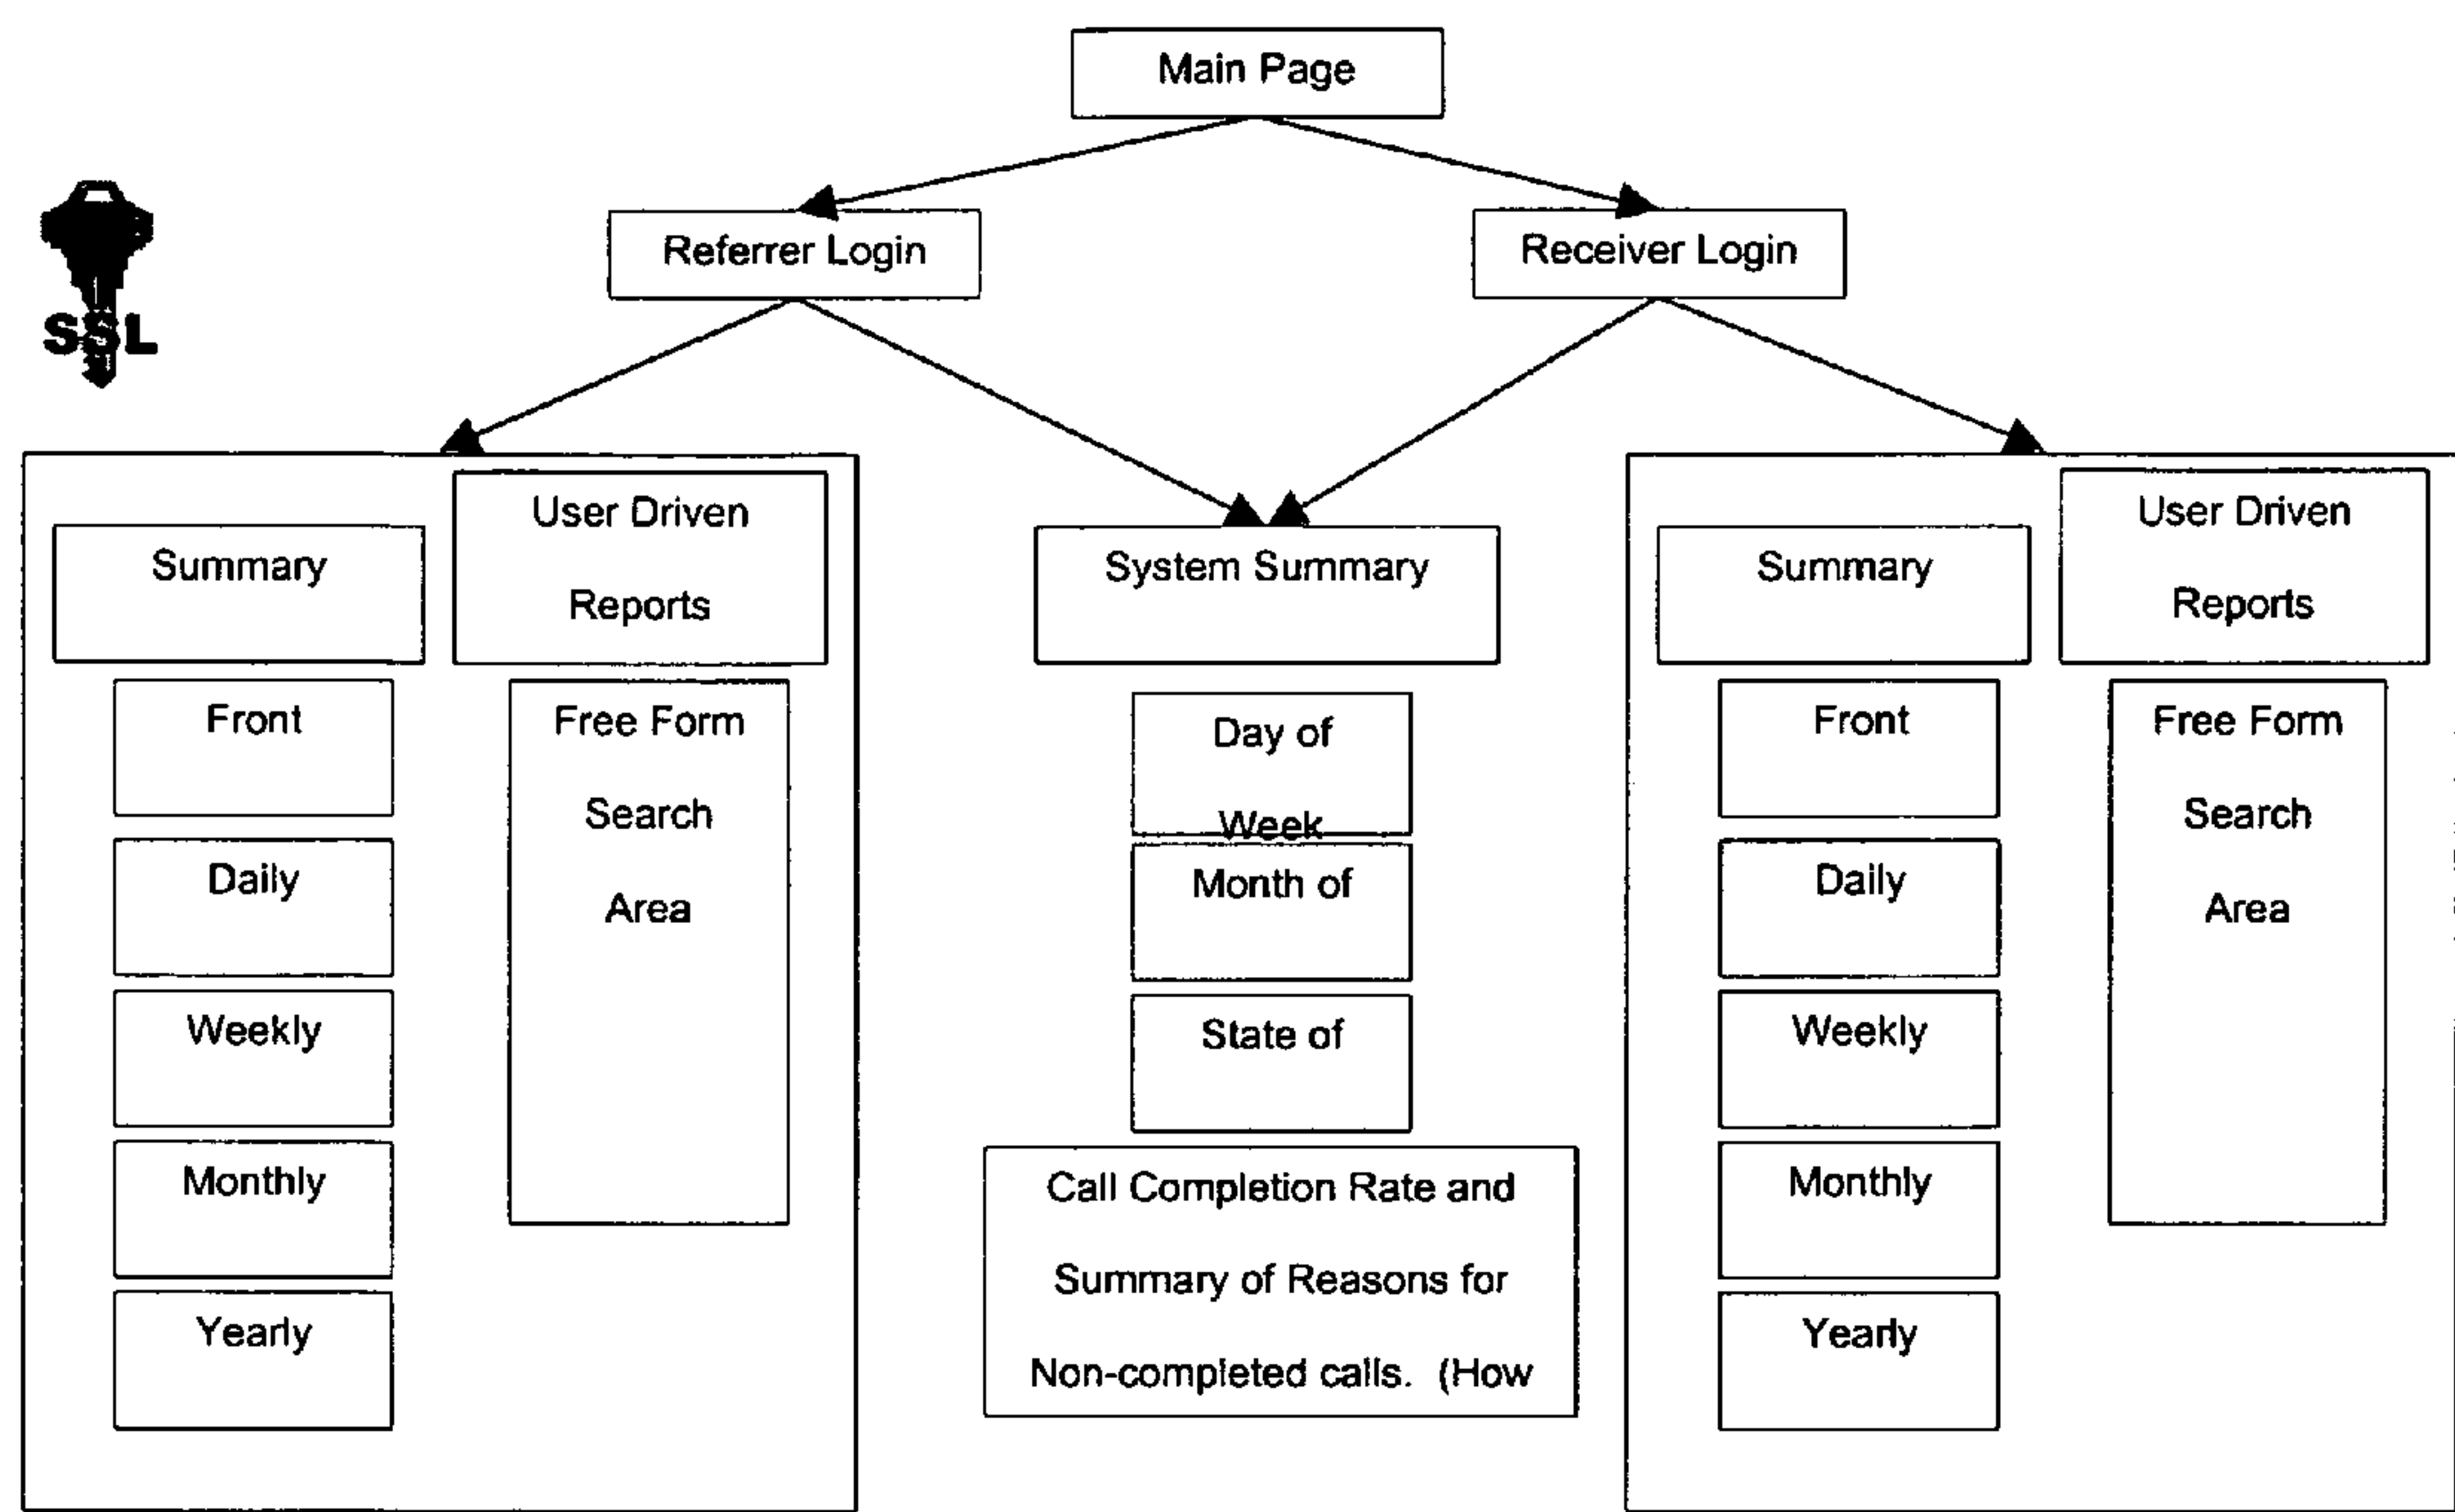 Main Page
Referrer Login
Receiver Login
SSL
User Driven
Reports
Summary
Front
Daily
Weekly
Monthly
Yearly
Free Form
Search
Area
System Summary
Day of
Week
Month of
State of
Call Completion Rate and
Summary of Reasons for
Non-completed calls. (How
User Driven
Reports
Summary
Front
Daily
Weekly
Monthly
Yearly
Free Form
Search
Area